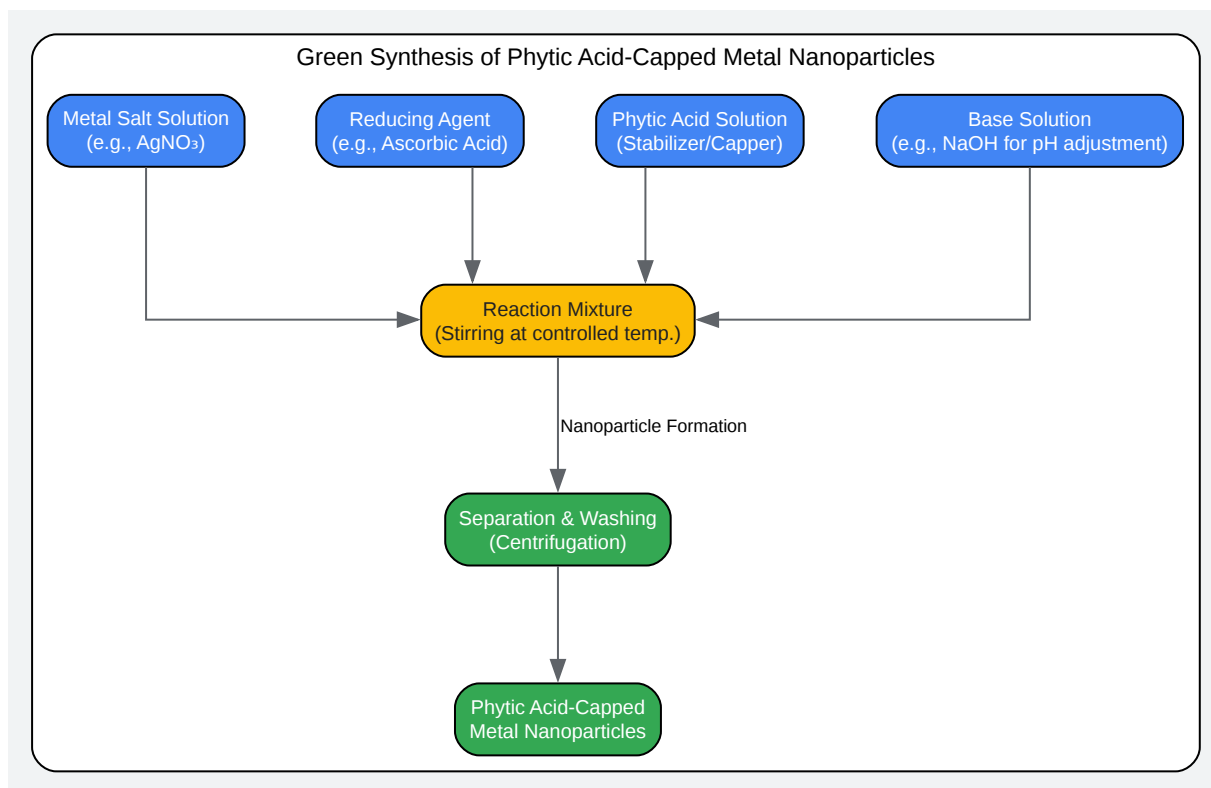 Green Synthesis of Phytic Acid-Capped Metal Nanoparticles
Metal Salt Solution
(e.g., AgNO₃)
Reducing Agent
(e.g., Ascorbic Acid)
Phytic Acid Solution
(Stabilizer/Capper)
Base Solution
(e.g., NaOH for pH adjustment)
Reaction Mixture
(Stirring at controlled temp.)
Nanoparticle Formation
Separation & Washing
(Centrifugation)
Phytic Acid-Capped
Metal Nanoparticles